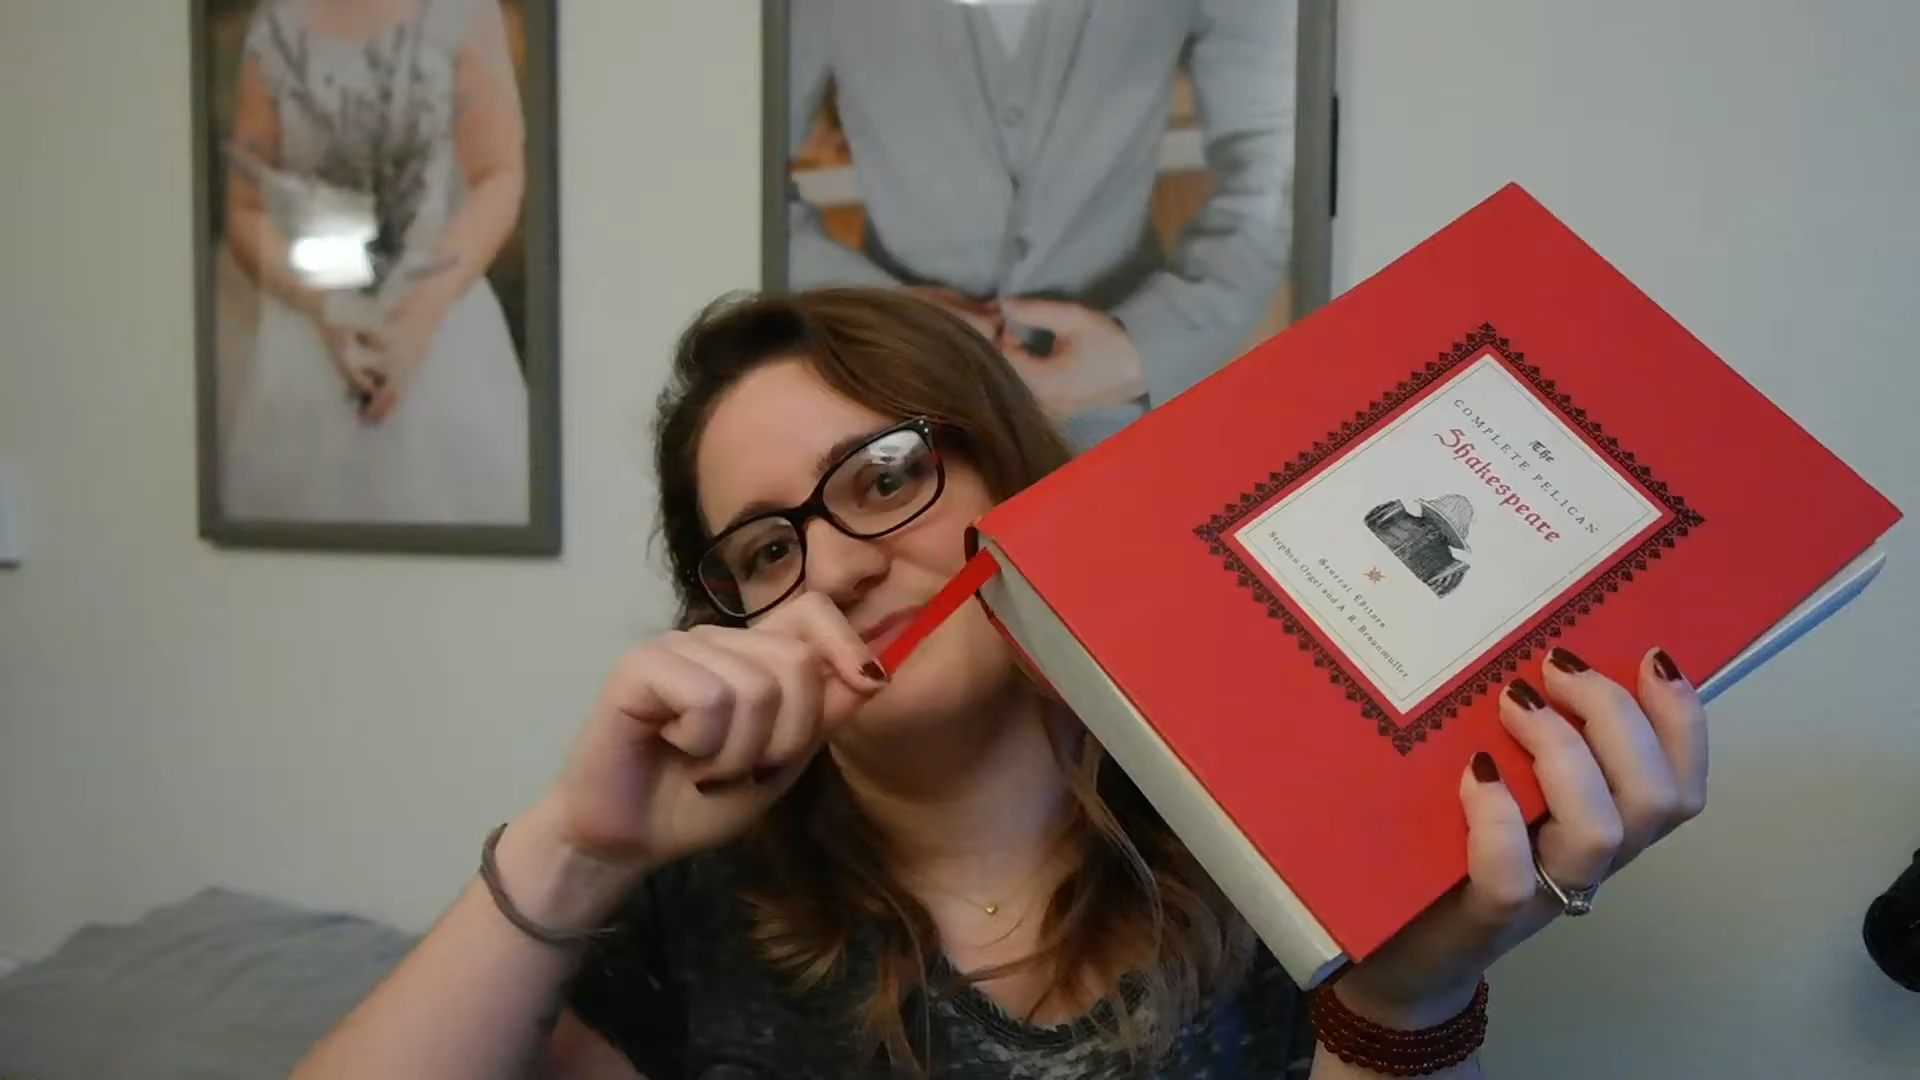 The
COMPLETE PELICAN
Shakespeare
General Editors
Stephen Orgel and A. R. Braunmuller